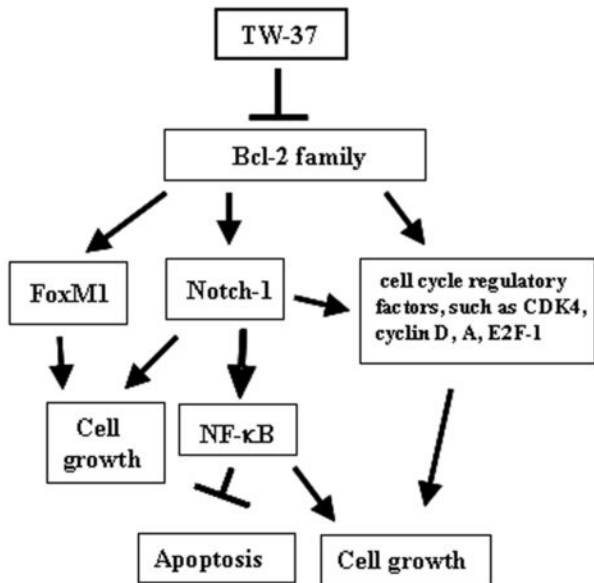 TW-37
Bcl-2 family
FoxM1
Notch-1
cell cycle regulatory
factors, such as CDK4,
cyclin D, A, E2F-1
Cell
growth
NF-κB
Apoptosis
Cell growth